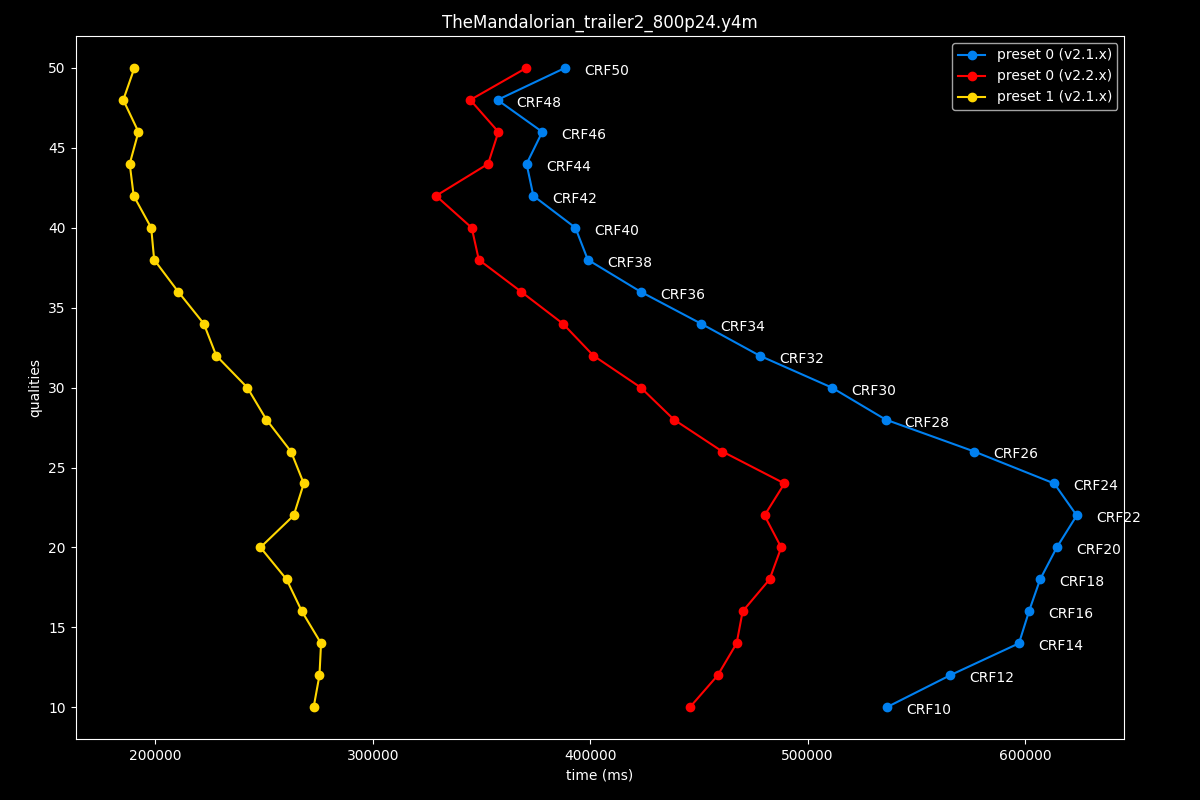 TheMandalorian_trailer2_800p24.y4m
preset 0 (v2.1.x)
preset 0 (v2.2.x)
preset 1 (v2.1.x)
50
45
40
35
30
25
20
15
10
qualities
CRF50
CRF48
CRF46
CRF44
CRF42
CRF40
CRF38
CRF36
CRF34
CRF32
CRF30
CRF28
CRF26
CRF24
CRF22
CRF20
CRF18
CRF16
CRF14
CRF12
CRF10
200000 300000 400000 500000 600000
time (ms)